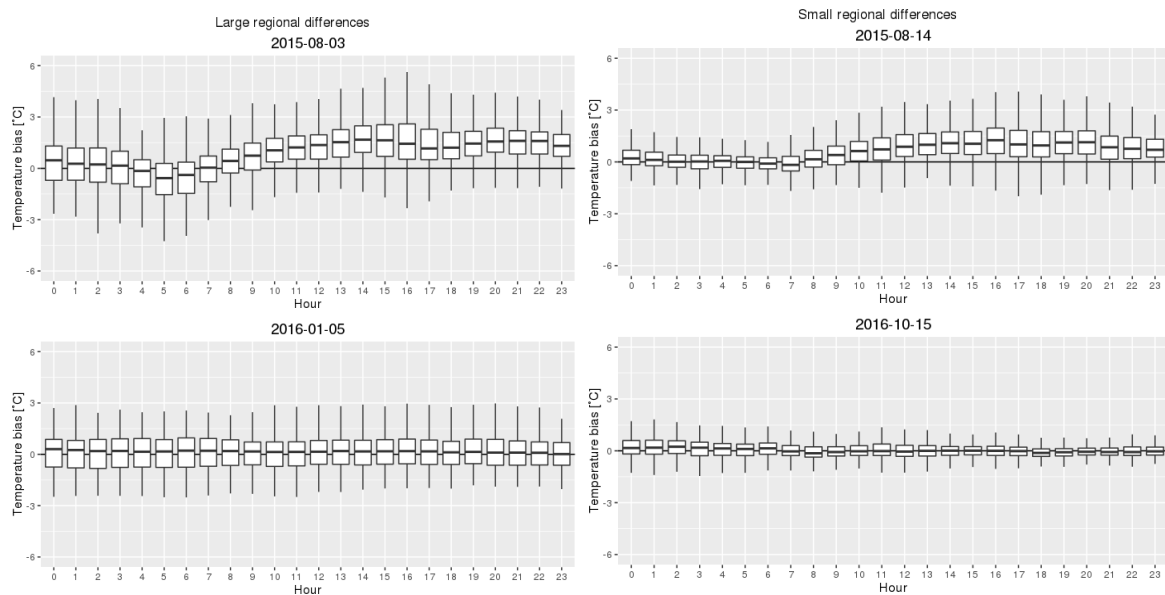 Large regional differences
2015-08-03
Temperature bias [˚C]
6
3
0
-3
-6
0 1 2 3 4 5 6 7 8 9 10 11 12 13 14 15 16 17 18 19 20 21 22 23
Hour
Small regional differences
2015-08-14
Temperature bias [˚C]
6
3
0
-3
-6
0 1 2 3 4 5 6 7 8 9 10 11 12 13 14 15 16 17 18 19 20 21 22 23
Hour
2016-01-05
Temperature bias [˚C]
6
3
0
-3
-6
0 1 2 3 4 5 6 7 8 9 10 11 12 13 14 15 16 17 18 19 20 21 22 23
Hour
2016-10-15
Temperature bias [˚C]
6
3
0
-3
-6
0 1 2 3 4 5 6 7 8 9 10 11 12 13 14 15 16 17 18 19 20 21 22 23
Hour